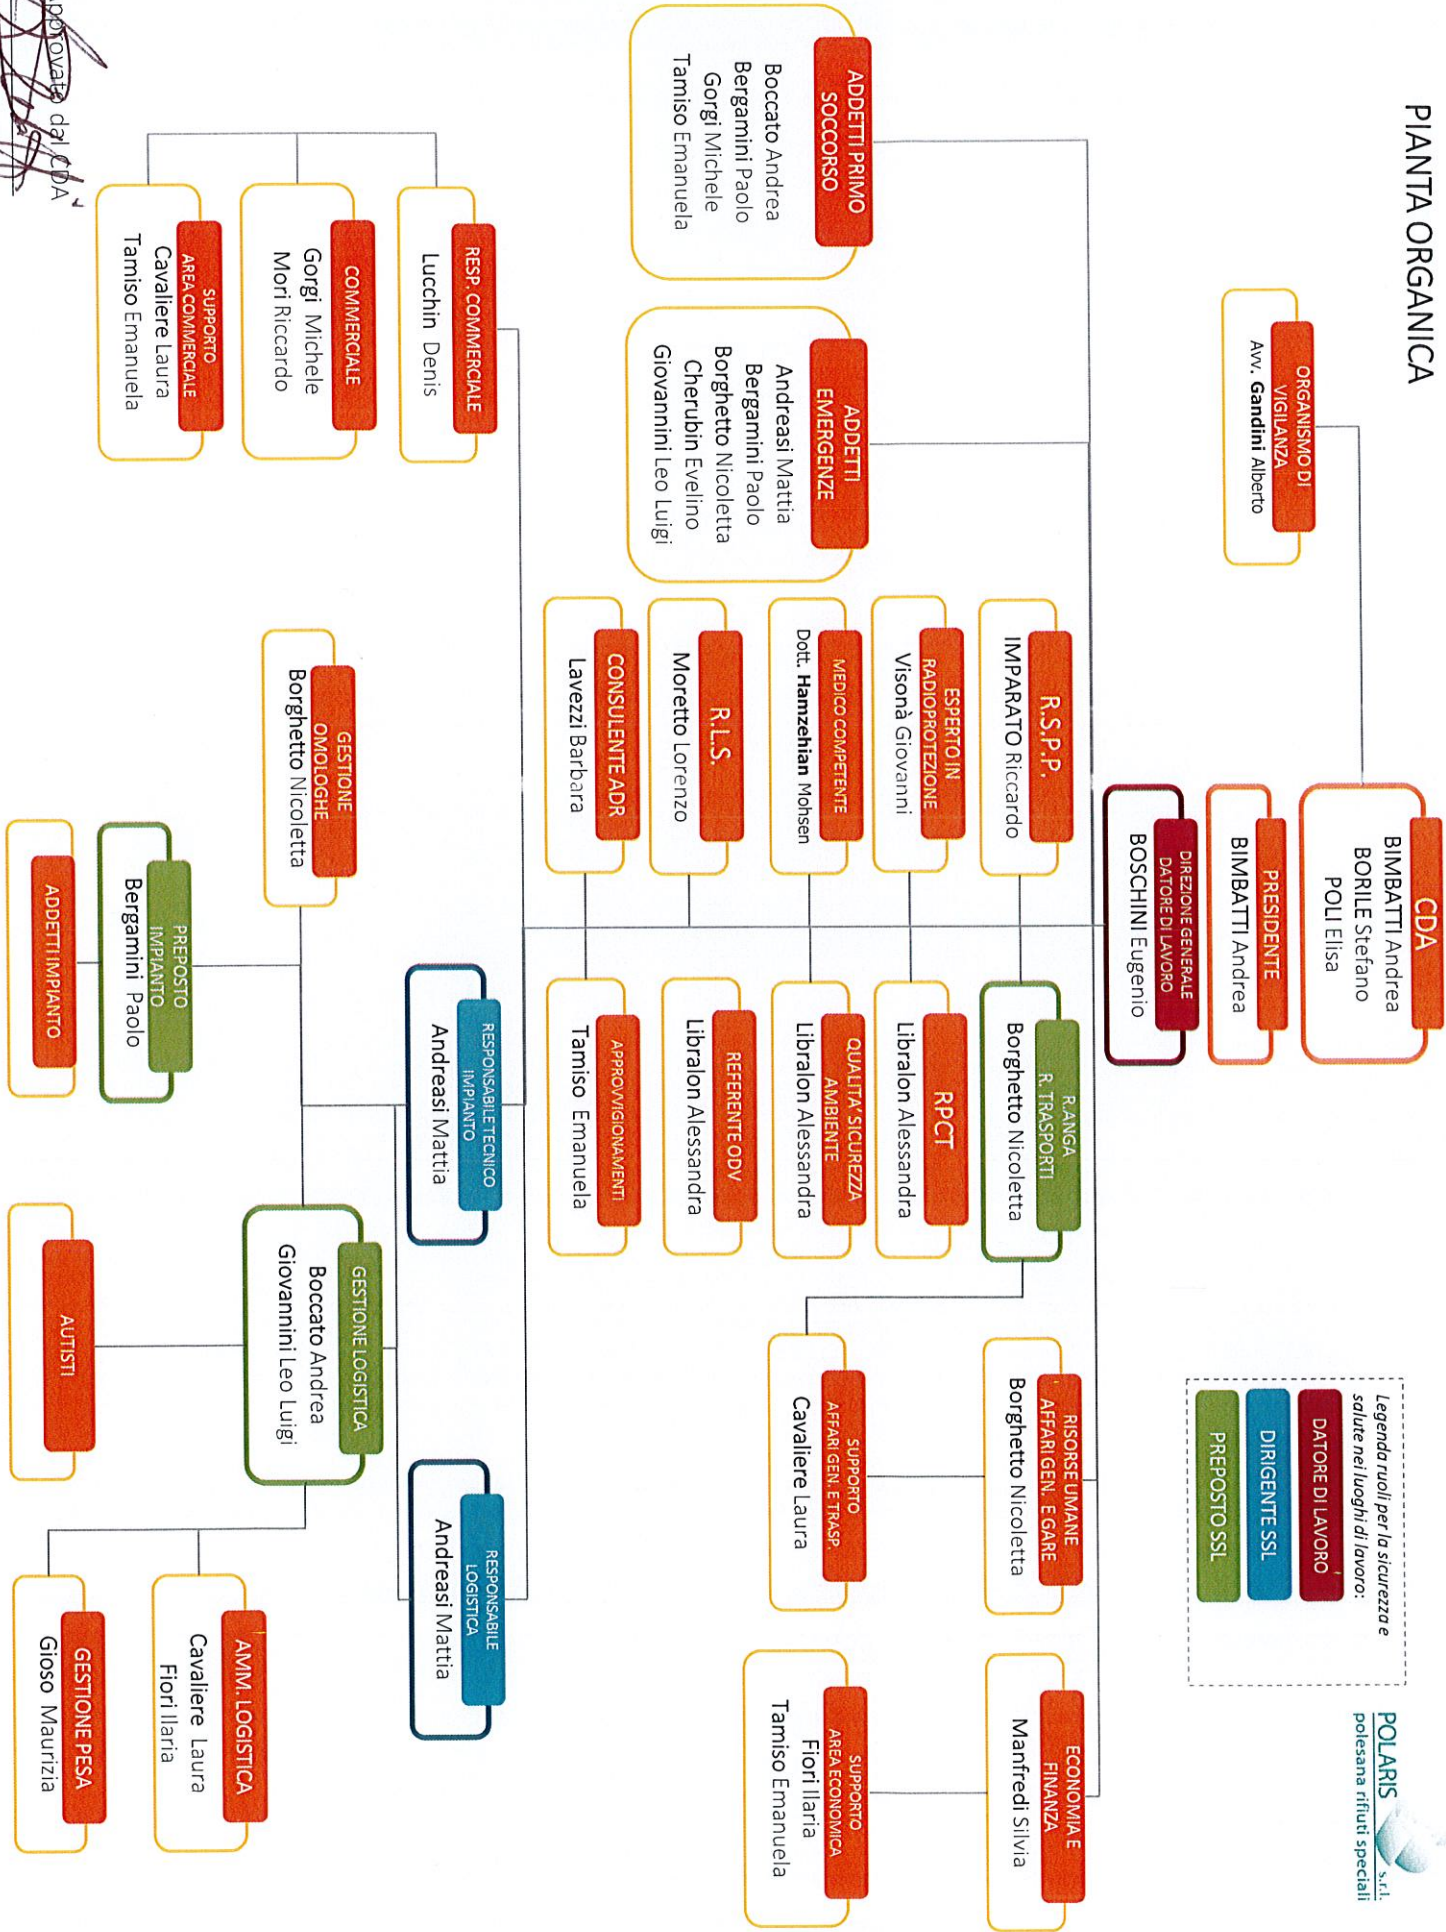 PIANTA ORGANICA
CDA
BIMBATTI Andrea
BORILE Stefano
POLI Elisa
Legenda ruoli per la sicurezza e
salute nei luoghi di lavoro:
DATORE DI LAVORO
DIRIGENTE SSL
PREPOSTO SSL
POLARIS s.r.l.
polesana rifiuti speciali
ORGANISMO DI
VIGILANZA
Avv. Gandini Alberto
PRESIDENTE
BIMBATTI Andrea
DIREZIONE GENERALE
DATORE DI LAVORO
BOSCHINI Eugenio
ADDETTI PRIMO
SOCCORSO
Boccato Andrea
Bergamini Paolo
Gorgi Michele
Tamiso Emanuela
ADDETTI
EMERGENZE
Andreasi Mattia
Bergamini Paolo
Borghetto Nicoletta
Cherubin Evelino
Giovannini Leo Luigi
R.S.P.P.
IMPARATO Riccardo
ESPERTO IN
RADIOPROTEZIONE
Visonà Giovanni
MEDICO COMPETENTE
Dott. Hamzehian Mohsen
R.L.S.
Moretto Lorenzo
CONSULENTE ADR
Lavezzi Barbara
R.ANGA
R. TRASPORTI
Borghetto Nicoletta
RPCT
Libralon Alessandra
QUALITA' SICUREZZA
AMBIENTE
Libralon Alessandra
REFERENTE ODV
Libralon Alessandra
APPROVVIGIONAMENTI
Tamiso Emanuela
RISORSE UMANE
AFFARI GEN. E GARE
Borghetto Nicoletta
SUPPORTO
AFFARI GEN. E TRASP.
Cavaliere Laura
ECONOMIA E
FINANZA
Manfredi Silvia
SUPPORTO
AREA ECONOMICA
Fiori Ilaria
Tamiso Emanuela
RESP. COMMERCIALE
Lucchin Denis
COMMERCIALE
Gorgi Michele
Mori Riccardo
SUPPORTO
AREA COMMERCIALE
Cavaliere Laura
Tamiso Emanuela
RESPONSABILE TECNICO
IMPIANTO
Andreasi Mattia
RESPONSABILE
LOGISTICA
Andreasi Mattia
GESTIONE
OMOLOGHE
Borghetto Nicoletta
PREPOSTO
IMPIANTO
Bergamini Paolo
ADDETTI IMPIANTO
GESTIONE LOGISTICA
Boccato Andrea
Giovannini Leo Luigi
AUTISTI
AMM. LOGISTICA
Cavaliere Laura
Fiori Ilaria
GESTIONE PESA
Gioso Maurizia
pprovato dal CDA